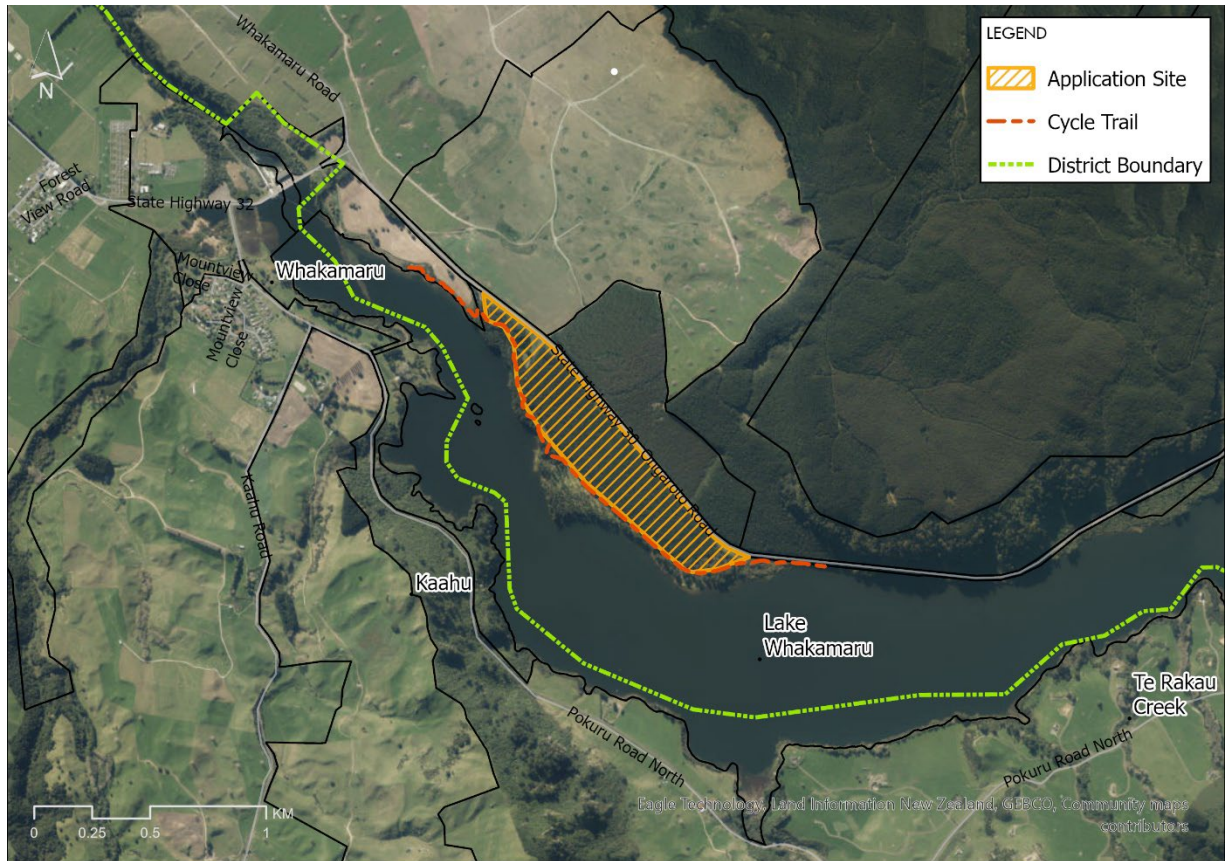 LEGEND
Application Site
Cycle Trail
District Boundary
N
Whakamaru Road
Forest
View Road
State Highway 32
Mountview
Close
Whakamaru
Mountview
Close
State Highway 30 Ongaroto Road
Kaahu Road
Kaahu
Lake
Whakamaru
Te Rakau
Creek
Pokuru Road North
Pokuru Road North
KM
0 0.25 0.5 1
Eagle Technology, Land Information New Zealand, GEBCO, Community maps
contributors